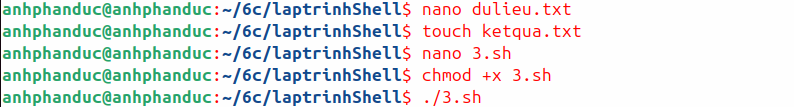 anhphanduc@anhphanduc:~/6c/laptrinhShell$ nano dulieu.txt
anhphanduc@anhphanduc:~/6c/laptrinhShell$ touch ketqua.txt
anhphanduc@anhphanduc:~/6c/laptrinhShell$ nano 3.sh
anhphanduc@anhphanduc:~/6c/laptrinhShell$ chmod +x 3.sh
anhphanduc@anhphanduc:~/6c/laptrinhShell$ ./3.sh